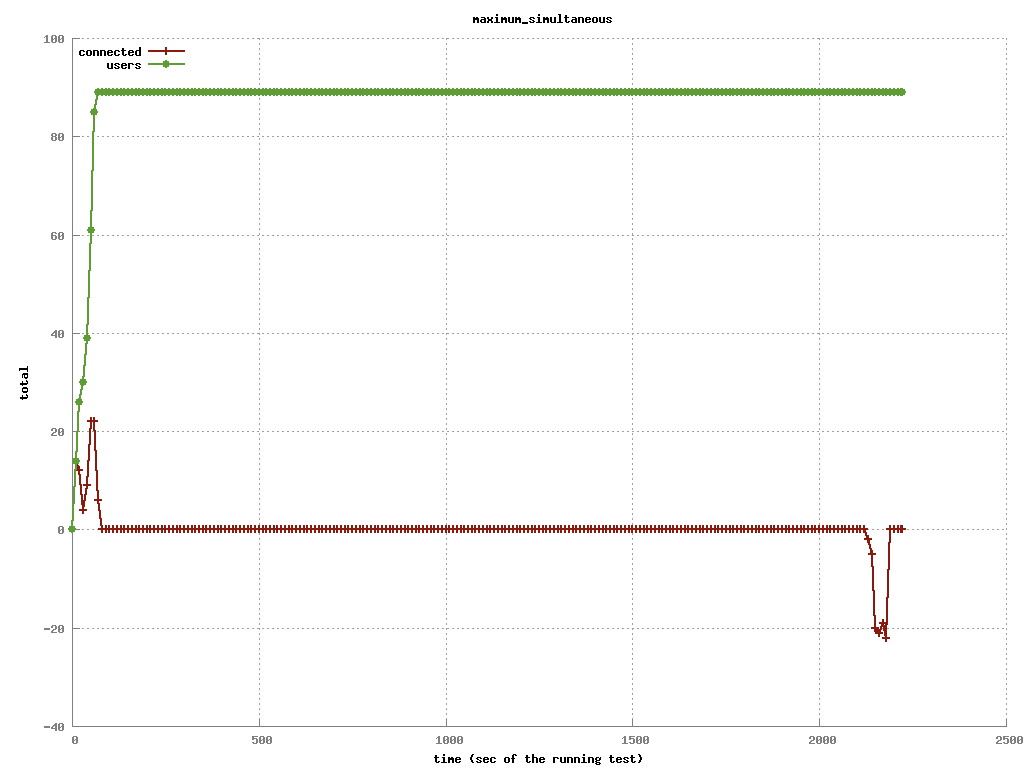 maximum_simultaneous
connected
users
100
80
60
40
20
0
-20
-40
total
0 500 1000 1500 2000 2500
time (sec of the running test)